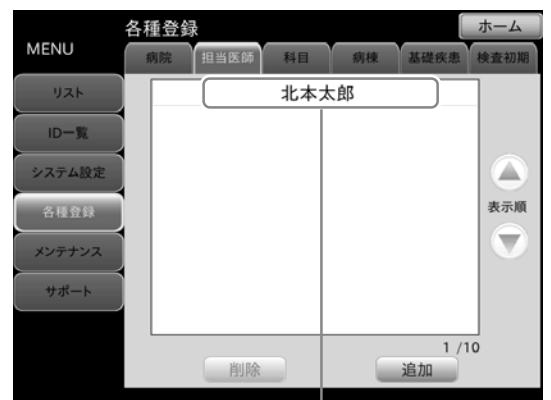 各種登録
ホーム
MENU
病院
担当医師
科目
病棟
基礎疾患
検査初期
リスト
ID一覧
システム設定
各種登録
メンテナンス
サポート
北本太郎
表示順
1 /10
削除
追加